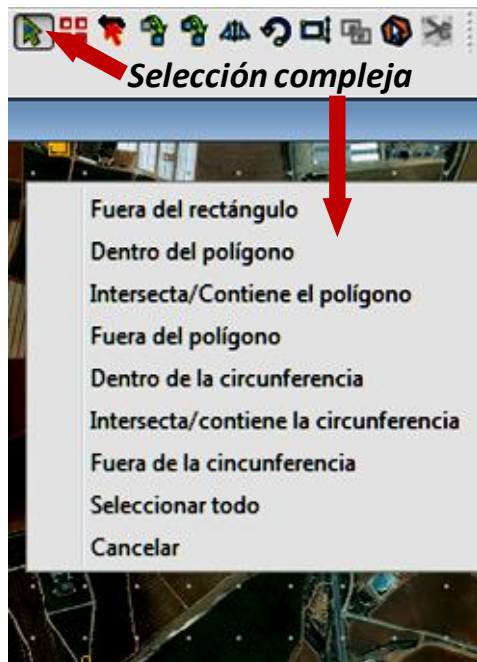 Selección compleja
Fuera del rectángulo
Dentro del polígono
Intersecta/Contiene el polígono
Fuera del polígono
Dentro de la circunferencia
Intersecta/contiene la circunferencia
Fuera de la cincunferencia
Seleccionar todo
Cancelar